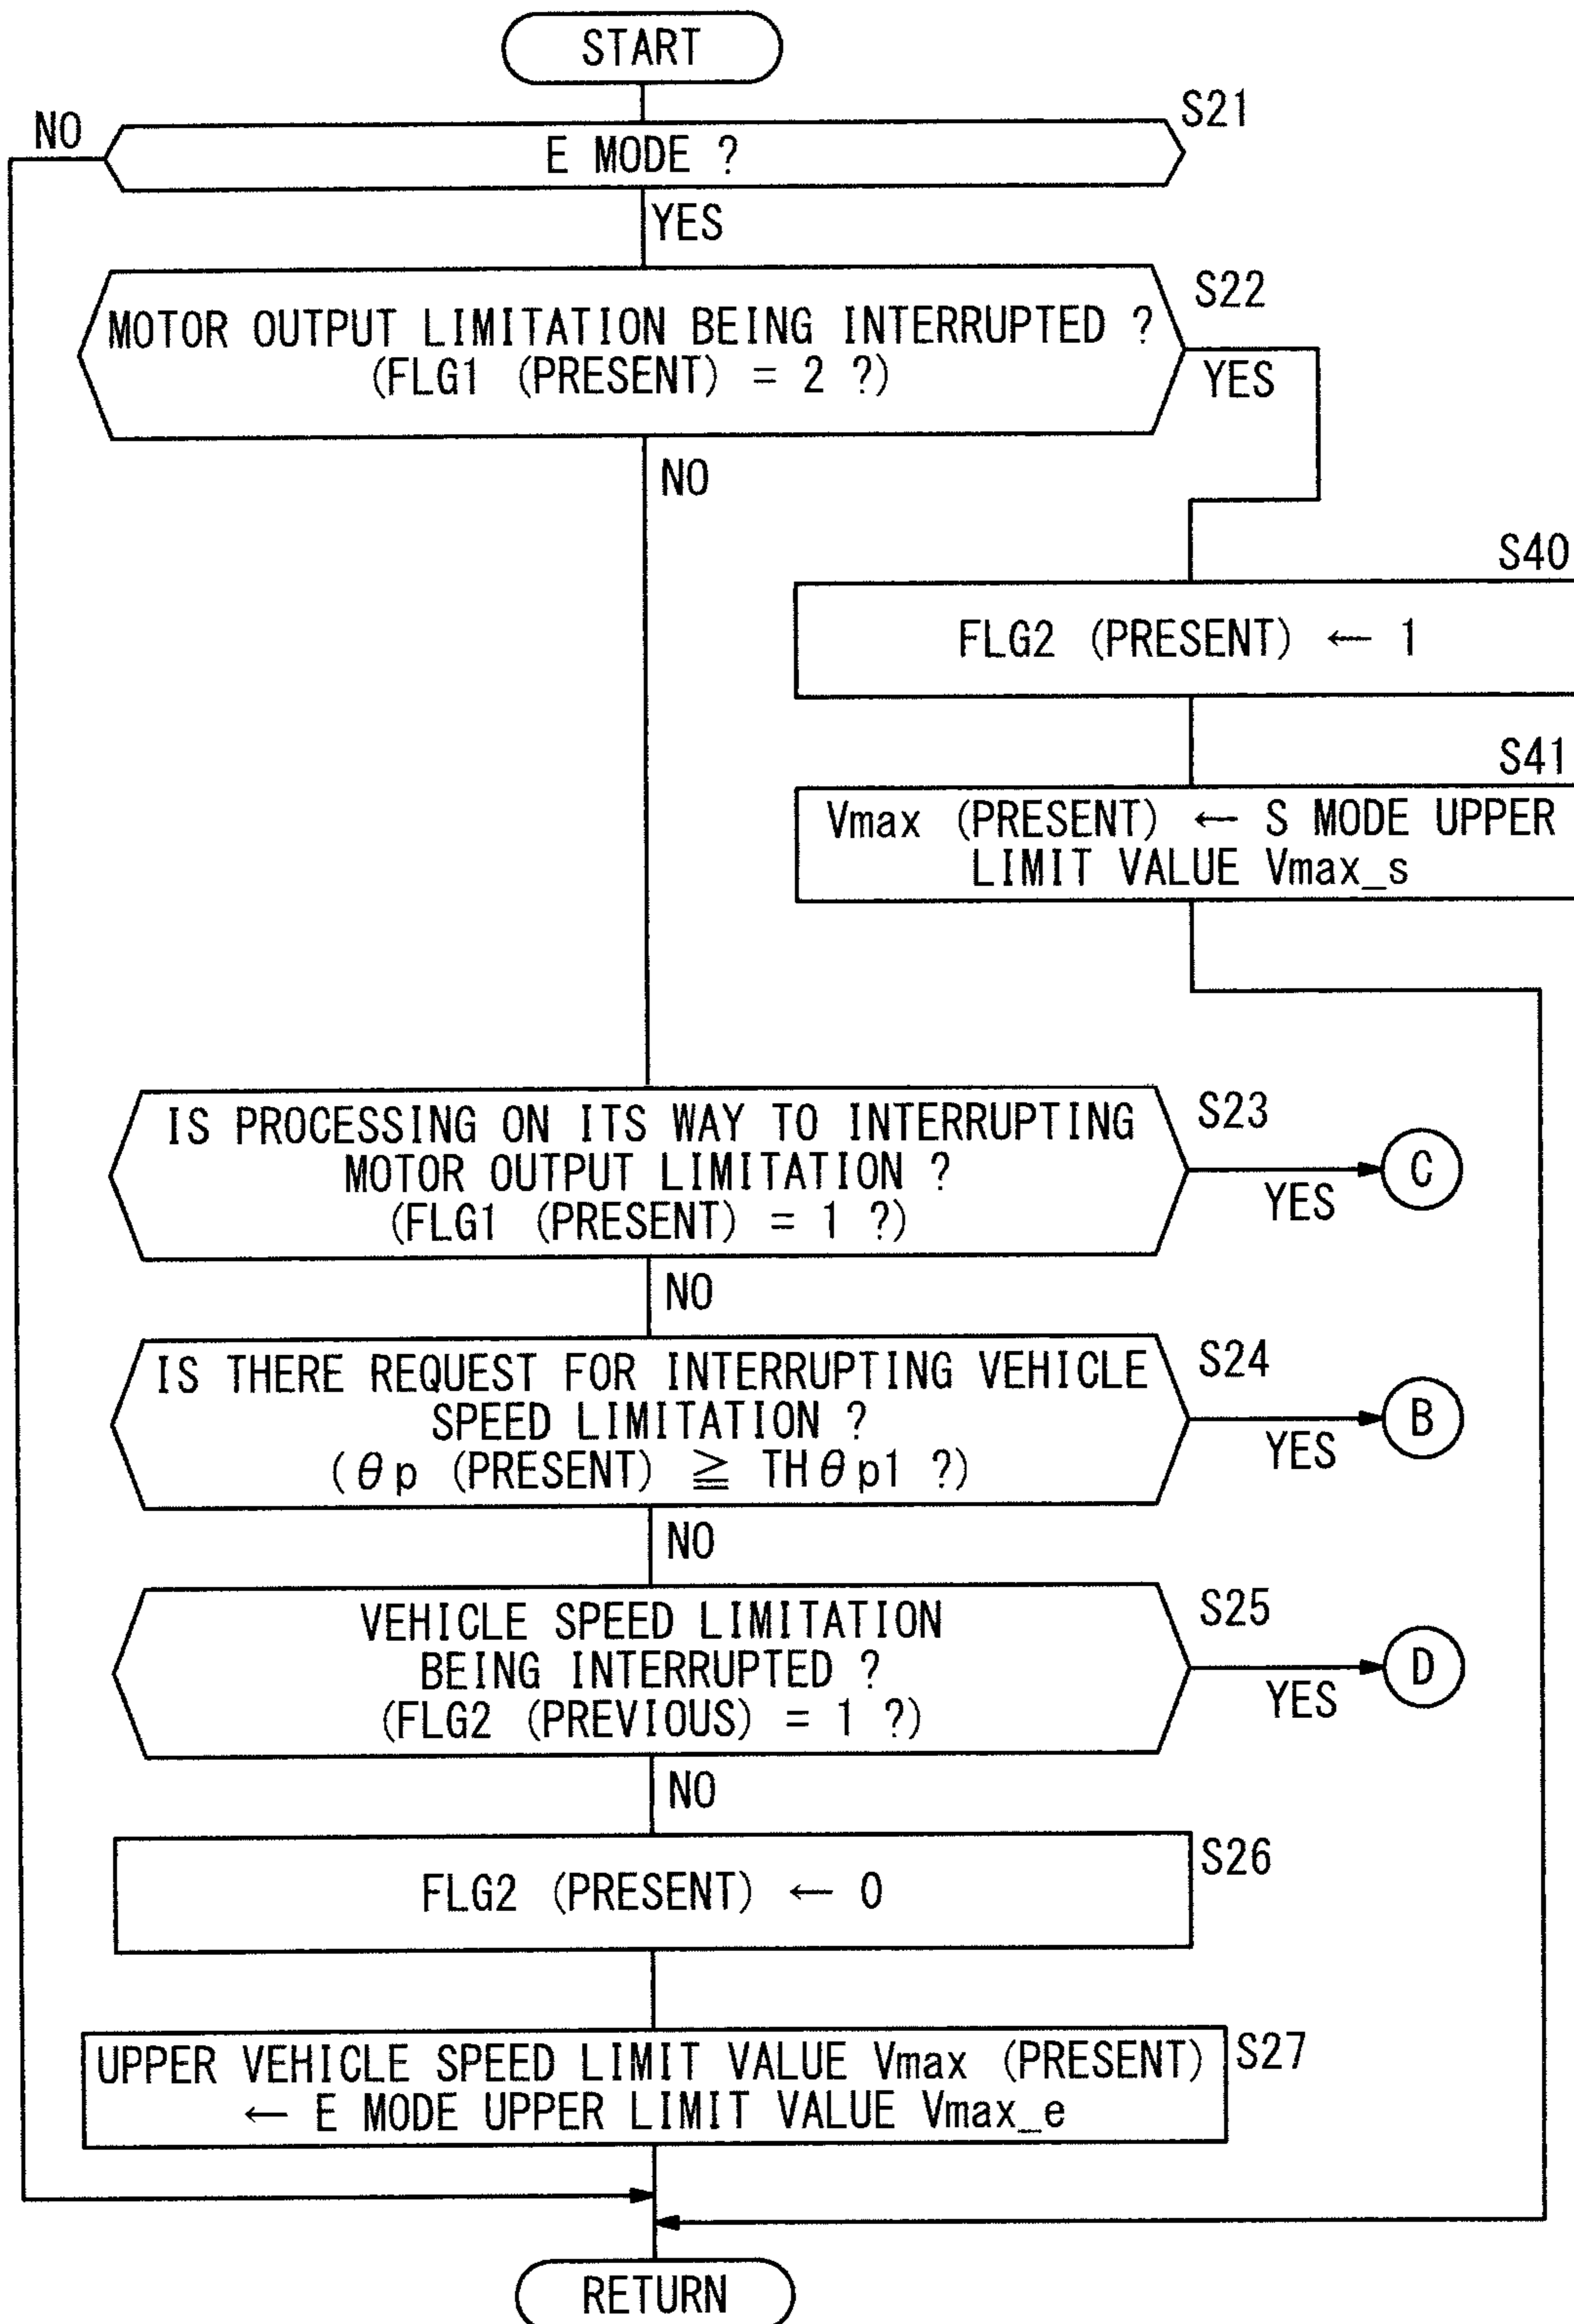 START
S21
NO
E MODE ?
YES
S22
MOTOR OUTPUT LIMITATION BEING INTERRUPTED ?
(FLG1 (PRESENT) = 2 ?)
YES
NO
S40
FLG2 (PRESENT) ← 1
S41
Vmax (PRESENT) ← S MODE UPPER
LIMIT VALUE Vmax_s
S23
IS PROCESSING ON ITS WAY TO INTERRUPTING
MOTOR OUTPUT LIMITATION ?
(FLG1 (PRESENT) = 1 ?)
C
YES
NO
S24
IS THERE REQUEST FOR INTERRUPTING VEHICLE
SPEED LIMITATION ?
(θp (PRESENT) ≧ THθp1 ?)
B
YES
NO
S25
VEHICLE SPEED LIMITATION
BEING INTERRUPTED ?
(FLG2 (PREVIOUS) = 1 ?)
D
YES
NO
S26
FLG2 (PRESENT) ← 0
S27
UPPER VEHICLE SPEED LIMIT VALUE Vmax (PRESENT)
← E MODE UPPER LIMIT VALUE Vmax_e
RETURN